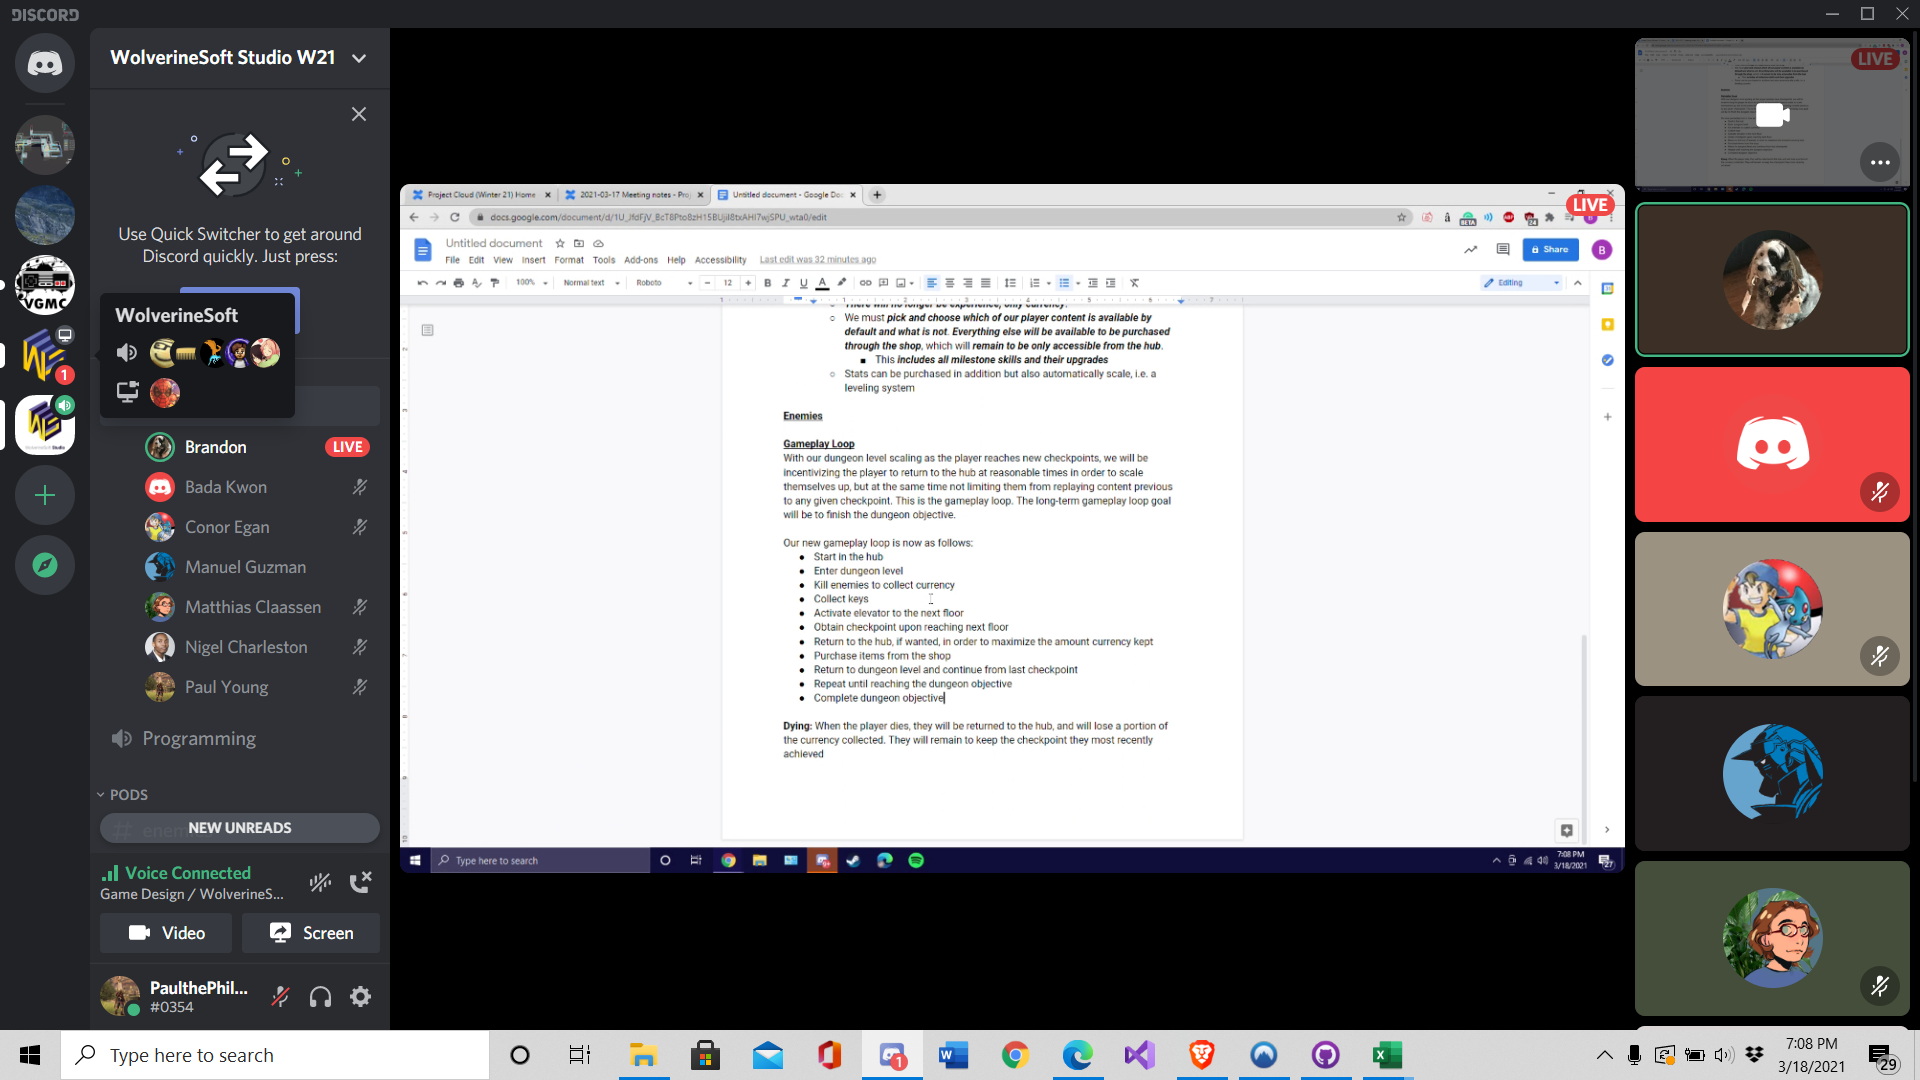 DISCORD
WolverineSoft Studio W21
Use Quick Switcher to get around
Discord quickly. Just press:
VGMC
WolverineSoft
1
Brandon
LIVE
Bada Kwon
Conor Egan
Manuel Guzman
Matthias Claassen
Nigel Charleston
Paul Young
Programming
PODS
NEW UNREADS
Voice Connected
Game Design / WolverineS...
Video
Screen
PaulthePhil...
#0354
Project Cloud (Winter 21) Home
2021-03-17 Meeting notes - Pro
Untitled document - Google Do
LIVE
docs.google.com/document/d/1U_JfdFjV_BcT8Pto8zH15BUjiI8txAHI7wjSPU_wta0/edit
Untitled document
File Edit View Insert Format Tools Add-ons Help Accessibility Last edit was 32 minutes ago
Share
B
100% Normal text Roboto 12 B I U A Editing
There will no longer be experience, only currency.
We must pick and choose which of our player content is available by
default and what is not. Everything else will be available to be purchased
through the shop, which will remain to be only accessible from the hub.
This includes all milestone skills and their upgrades
Stats can be purchased in addition but also automatically scale, i.e. a
leveling system
Enemies
Gameplay Loop
With our dungeon level scaling as the player reaches new checkpoints, we will be
incentivizing the player to return to the hub at reasonable times in order to scale
themselves up, but at the same time not limiting them from replaying content previous
to any given checkpoint. This is the gameplay loop. The long-term gameplay loop goal
will be to finish the dungeon objective.
Our new gameplay loop is now as follows:
Start in the hub
Enter dungeon level
Kill enemies to collect currency
Collect keys
Activate elevator to the next floor
Obtain checkpoint upon reaching next floor
Return to the hub, if wanted, in order to maximize the amount currency kept
Purchase items from the shop
Return to dungeon level and continue from last checkpoint
Repeat until reaching the dungeon objective
Complete dungeon objective
Dying: When the player dies, they will be returned to the hub, and will lose a portion of
the currency collected. They will remain to keep the checkpoint they most recently
achieved
Type here to search
7:08 PM
3/18/2021
27
LIVE
Type here to search
1
7:08 PM
3/18/2021
29